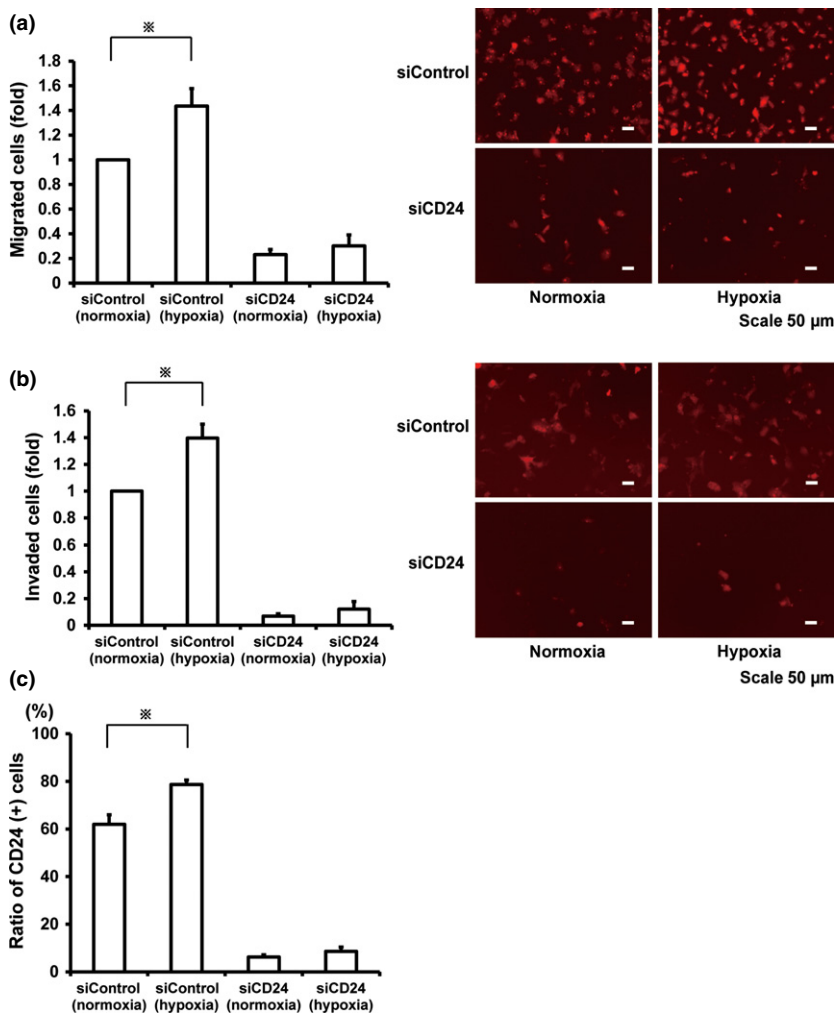 (a)
※
Migrated cells (fold)
1.8
1.6
1.4
1.2
1
0.8
0.6
0.4
0.2
0
siControl
(normoxia)
siControl
(hypoxia)
siCD24
(normoxia)
siCD24
(hypoxia)
siControl
siCD24
Normoxia
Hypoxia
Scale 50 µm
(b)
※
Invaded cells (fold)
1.6
1.4
1.2
1
0.8
0.6
0.4
0.2
0
siControl
(normoxia)
siControl
(hypoxia)
siCD24
(normoxia)
siCD24
(hypoxia)
siControl
siCD24
Normoxia
Hypoxia
Scale 50 µm
(c)
(%)
※
Ratio of CD24 (+) cells
100
80
60
40
20
0
siControl
(normoxia)
siControl
(hypoxia)
siCD24
(normoxia)
siCD24
(hypoxia)